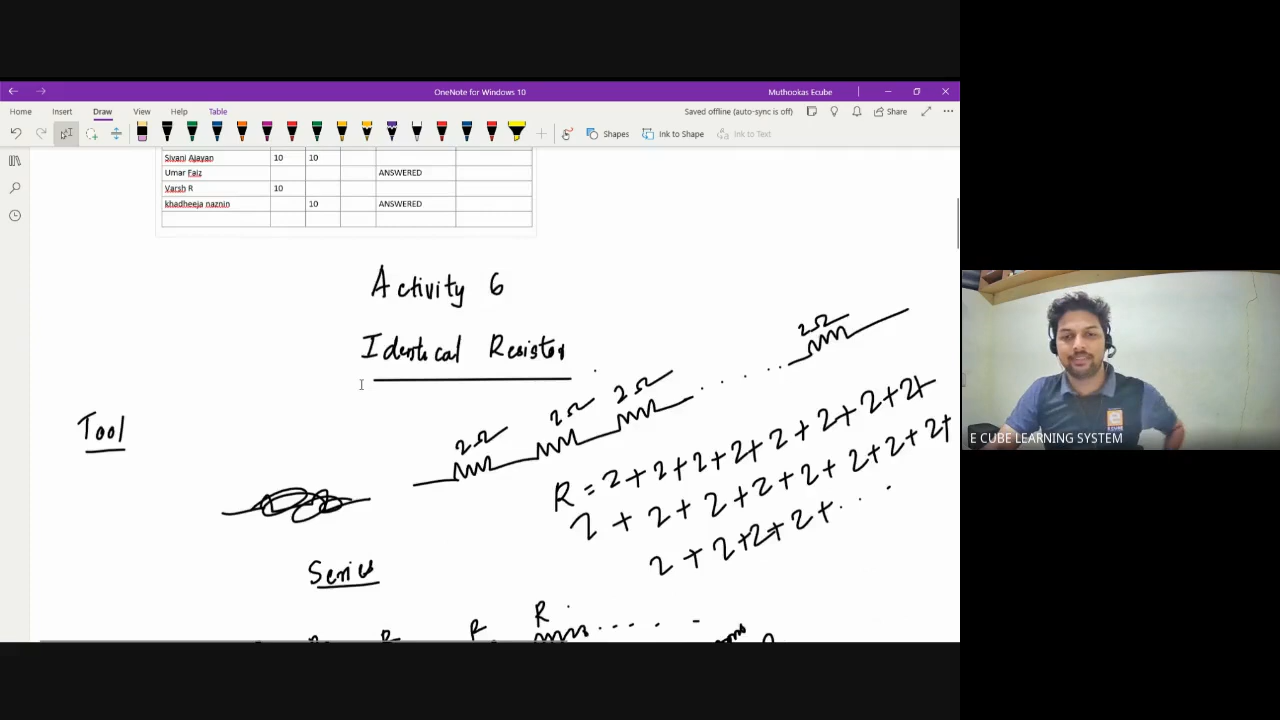 OneNote for Windows 10
Muthookas Ecube
Home Insert Draw View Help Table
Saved offline (auto-sync is off)
Share
Shapes
Ink to Shape
Ink to Text
Sivani Ajayan 10 10
Umar Faiz ANSWERED
Varsh R 10
khadheeja naznin 10 ANSWERED
Activity 6
Identical Resistor
2Ω
2Ω 2Ω 2Ω
Tool
R = 2+2+2+2+2+2+2+2+
2+2+2+2+2+2+2+2+
2+2+2+2+....
Series
R
R R R
E CUBE LEARNING SYSTEM